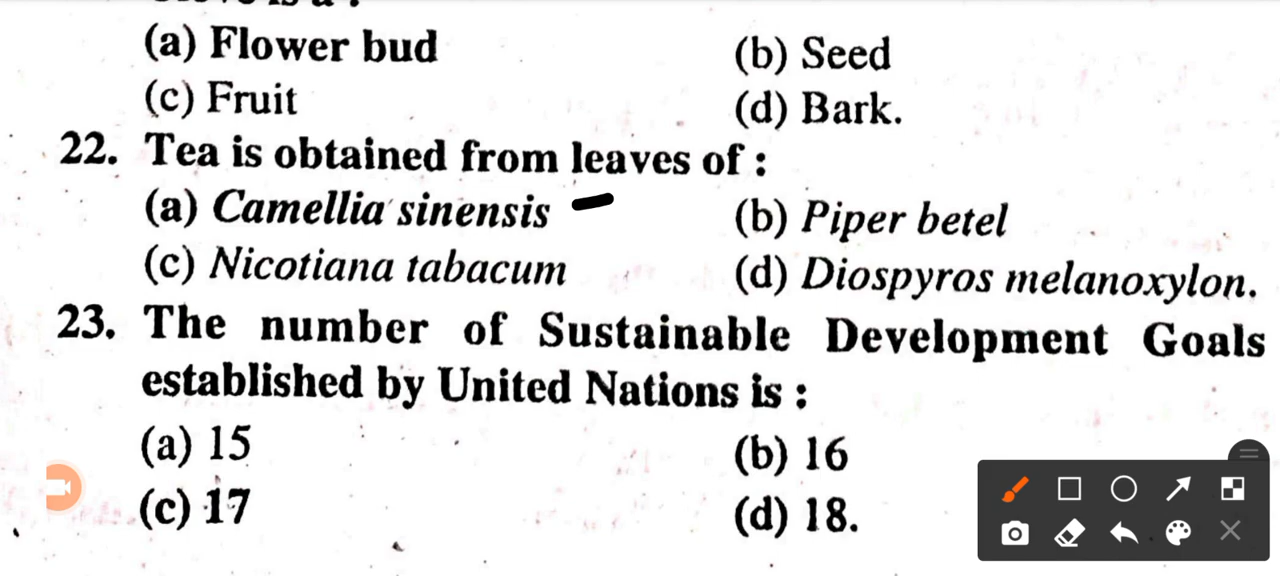 (a) Flower bud (b) Seed
(c) Fruit (d) Bark.
22. Tea is obtained from leaves of :
(a) Camellia sinensis (b) Piper betel
(c) Nicotiana tabacum (d) Diospyros melanoxylon.
23. The number of Sustainable Development Goals
established by United Nations is :
(a) 15 (b) 16
(c) 17 (d) 18.